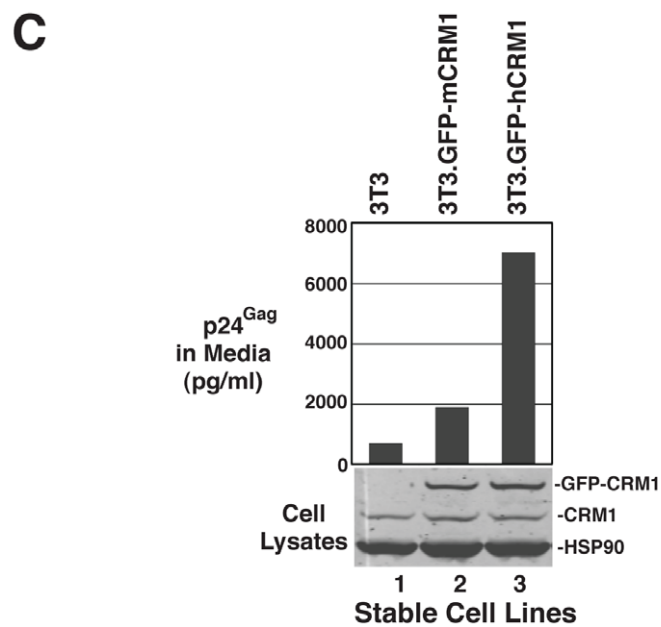 C
3T3
3T3.GFP-mCRM1
3T3.GFP-hCRM1
8000
6000
4000
2000
0
p24Gag
in Media
(pg/ml)
-GFP-CRM1
-CRM1
-HSP90
Cell
Lysates
1 2 3
Stable Cell Lines